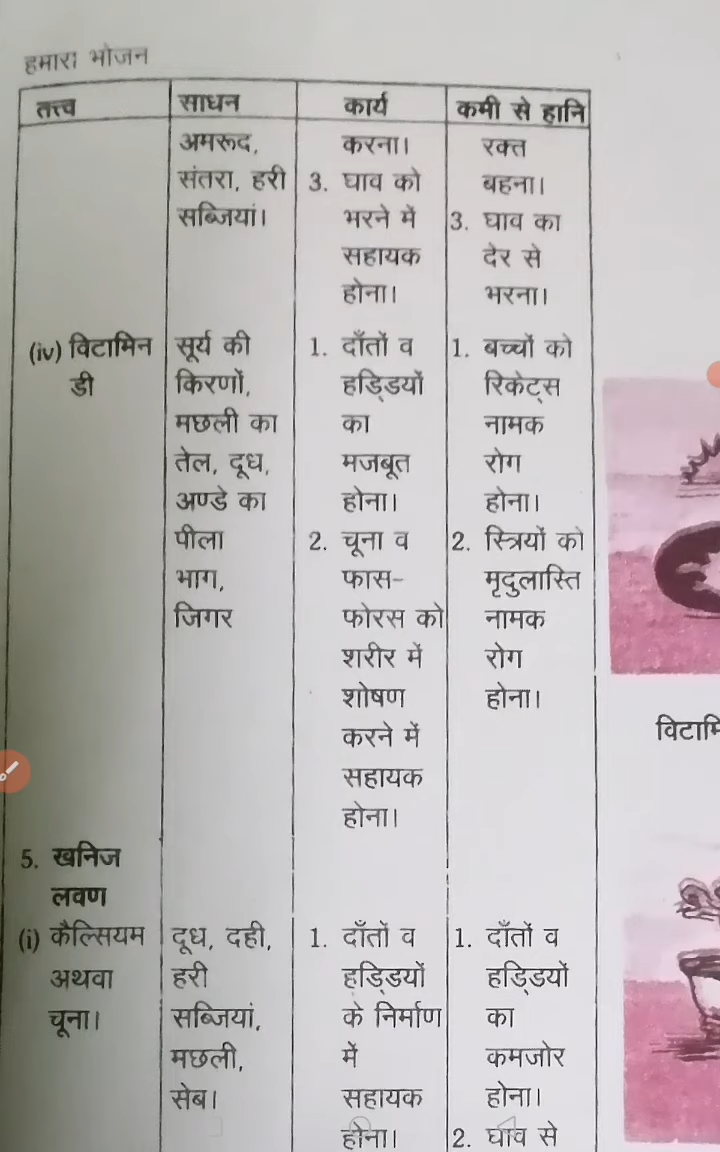 हमारा भोजन
तत्त्व साधन कार्य कमी से हानि
अमरूद, करना। रक्त
संतरा, हरी 3. घाव को बहना।
सब्जियां। भरने में 3. घाव का
सहायक देर से
होना। भरना।
(iv) विटामिन सूर्य की 1. दाँतों व 1. बच्चों को
डी किरणों, हड्डियों रिकेट्स
मछली का का नामक
तेल, दूध, मजबूत रोग
अण्डे का होना। होना।
पीला 2. चूना व 2. स्त्रियों को
भाग, फास- मृदुलास्ति
जिगर फोरस को नामक
शरीर में रोग
शोषण होना।
करने में
सहायक
होना।
5. खनिज
लवण
(i) कैल्सियम दूध, दही, 1. दाँतों व 1. दाँतों व
अथवा हरी हड्डियों हड्डियों
चूना। सब्जियां, के निर्माण का
मछली, में कमजोर
सेब। सहायक होना।
होना। 2. घाव से